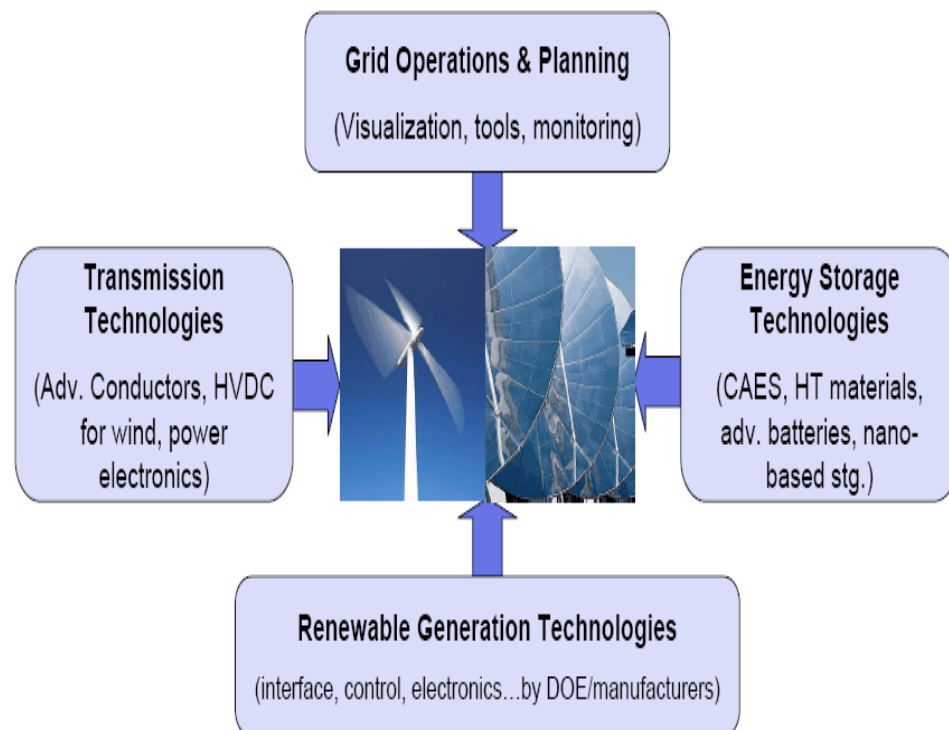 Grid Operations & Planning
(Visualization, tools, monitoring)
Transmission
Technologies
(Adv. Conductors, HVDC
for wind, power
electronics)
Energy Storage
Technologies
(CAES, HT materials,
adv. batteries, nano-
based stg.)
Renewable Generation Technologies
(interface, control, electronics...by DOE/manufacturers)